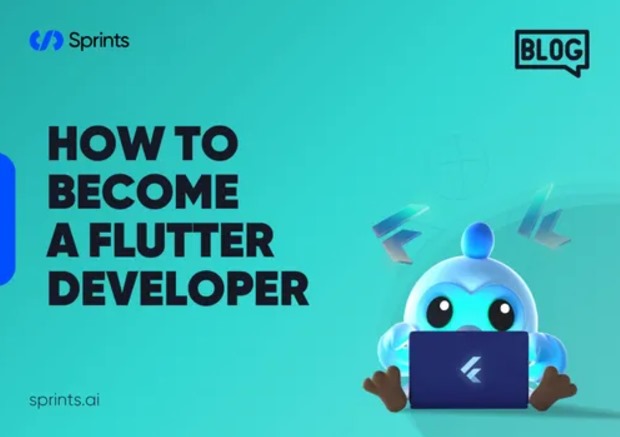 Sprints
BLOG
HOW TO
BECOME
A FLUTTER
DEVELOPER
sprints.ai